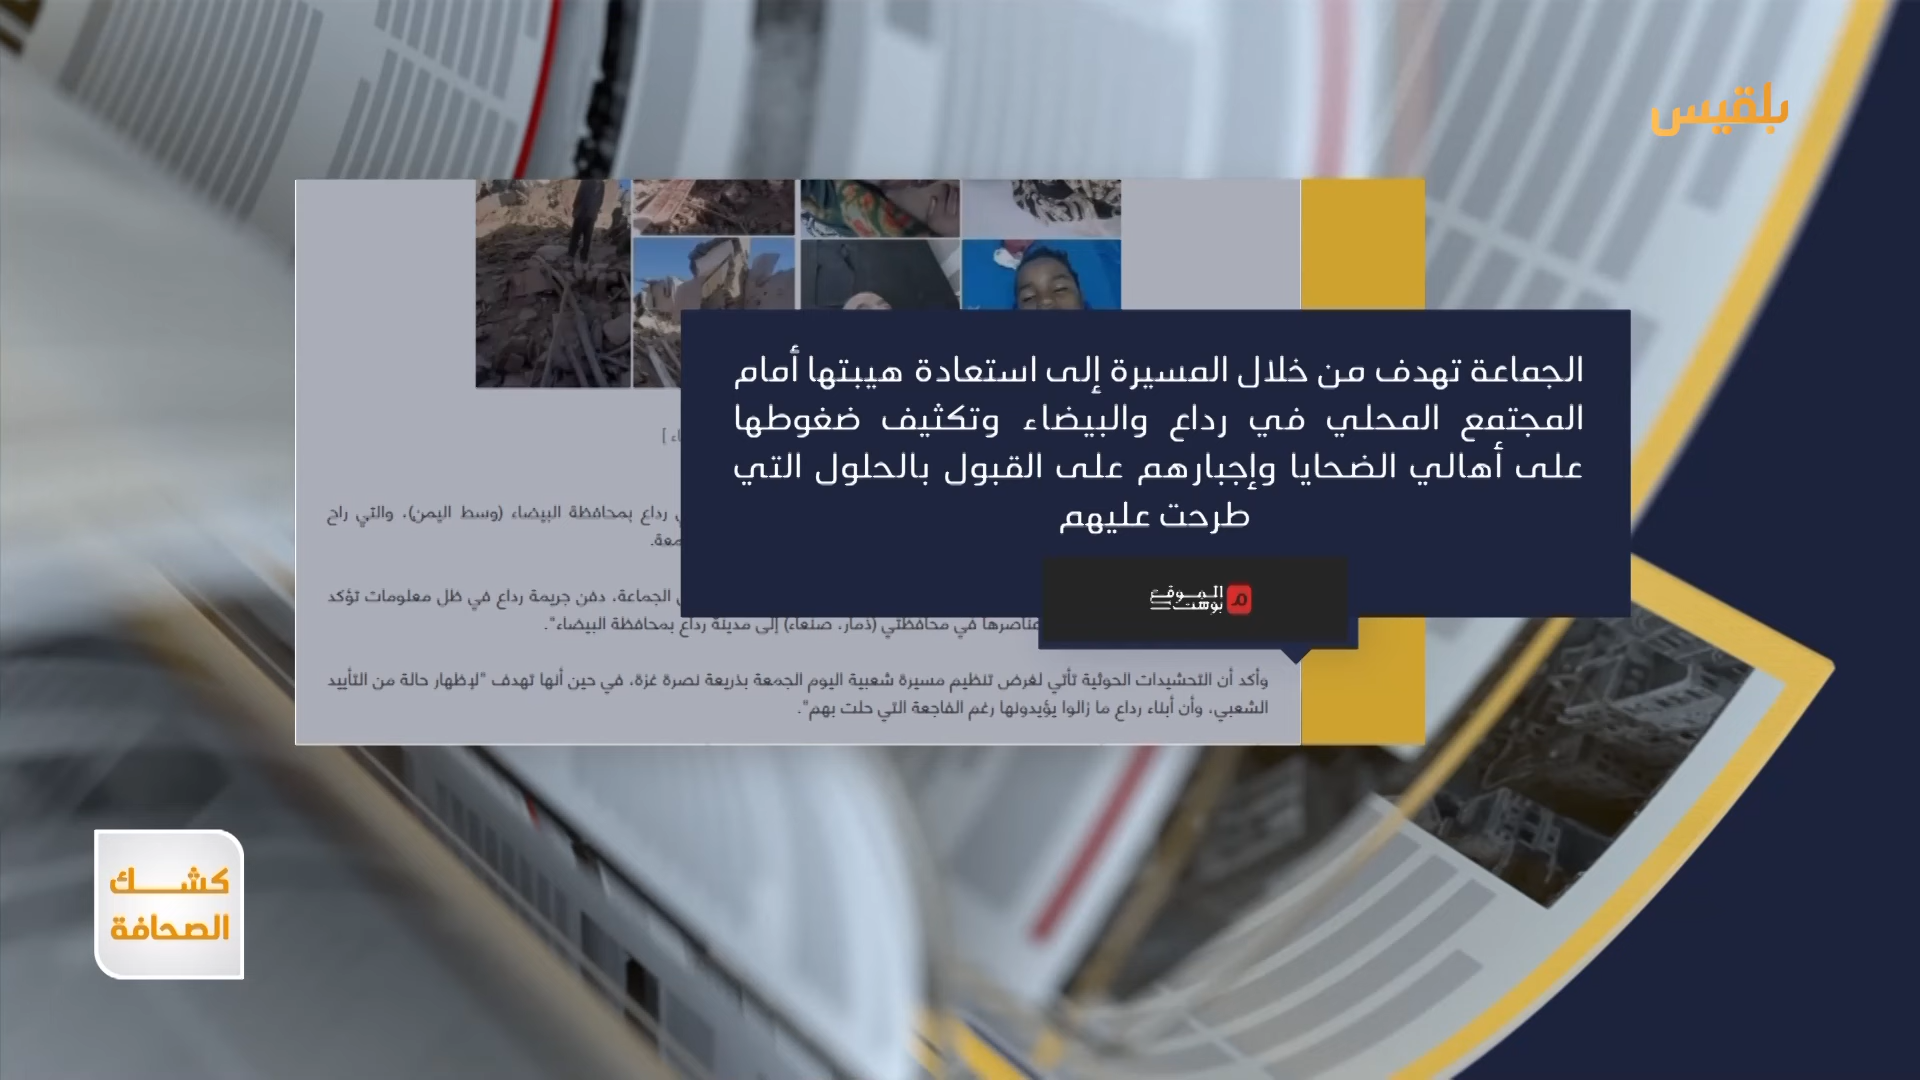 بلقيس
الجماعة تهدف من خلال المسيرة إلى استعادة هيبتها أمام
المجتمع المحلي في رداع والبيضاء وتكثيف ضغوطها
على أهالي الضحايا وإجبارهم على القبول بالحلول التي
طرحت عليهم
الموقع
بوست
رداع بمحافظة البيضاء (وسط اليمن)، والتي راح
الجماعة، دفن جريمة رداع في ظل معلومات تؤكد
عناصرها في محافظتي (ذمار، صنعاء) إلى مدينة رداع بمحافظة البيضاء".
وأكد أن التحشيدات الحوثية تأتي لغرض تنظيم مسيرة شعبية اليوم الجمعة بذريعة نصرة غزة، في حين أنها تهدف "لإظهار حالة من التأييد
الشعبي، وأن أبناء رداع ما زالوا يؤيدونها رغم الفاجعة التي حلت بهم".
كشك
الصحافة